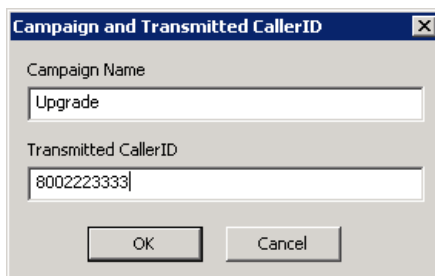 Campaign and Transmitted CallerID
Campaign Name
Upgrade
Transmitted CallerID
8002223333
OK Cancel